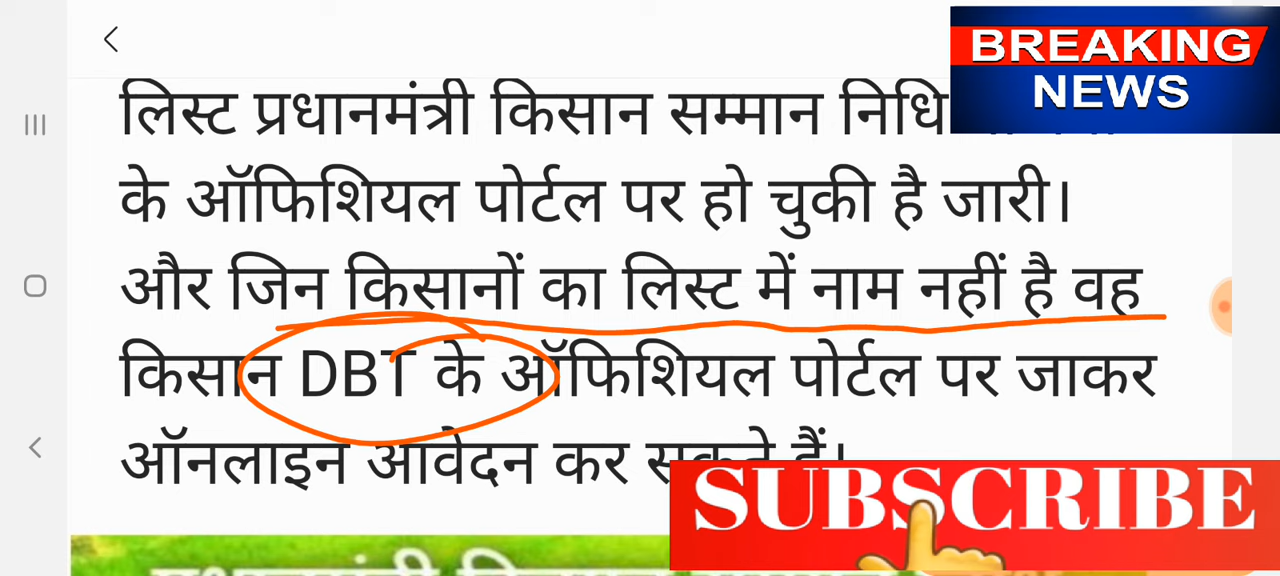 BREAKING
NEWS
लिस्ट प्रधानमंत्री किसान सम्मान निधि
के ऑफिशियल पोर्टल पर हो चुकी है जारी।
और जिन किसानों का लिस्ट में नाम नहीं है वह
किसान DBT के ऑफिशियल पोर्टल पर जाकर
ऑनलाइन आवेदन कर सकते हैं।
SUBSCRIBE